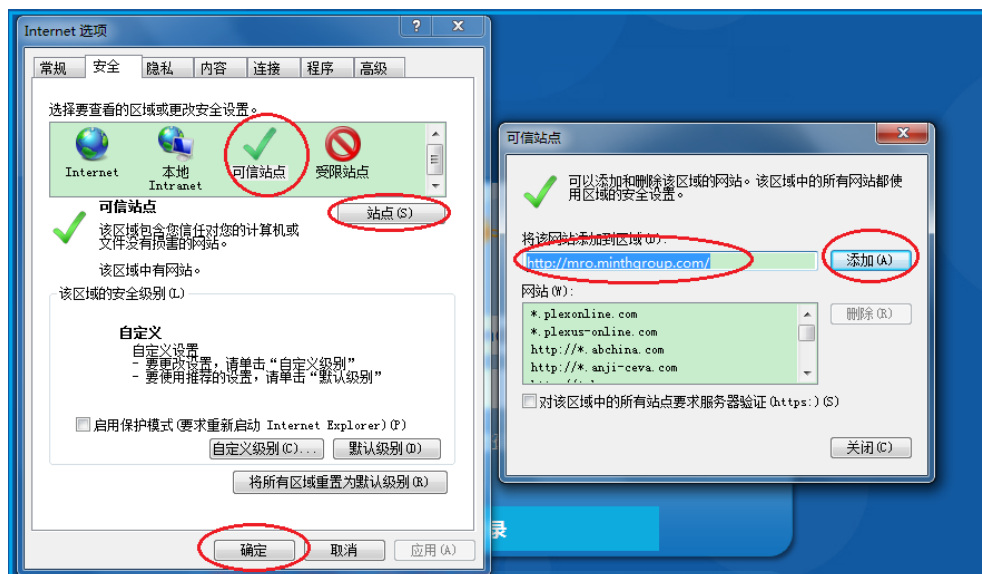 Internet 选项
常规 安全 隐私 内容 连接 程序 高级
选择要查看的区域或更改安全设置。
Internet
本地
Intranet
可信站点
受限站点
可信站点
站点(S)
该区域包含您信任对您的计算机或
文件没有损害的网站。
该区域中有网站。
该区域的安全级别(L)
自定义
自定义设置
- 要更改设置，请单击“自定义级别”
- 要使用推荐的设置，请单击“默认级别”
启用保护模式(要求重新启动 Internet Explorer)(P)
自定义级别(C)... 默认级别(D)
将所有区域重置为默认级别(R)
确定 取消 应用(A)
可信站点
可以添加和删除该区域的网站。该区域中的所有网站都使
用区域的安全设置。
将该网站添加到区域(D):
http://mro.minthgroup.com/
添加(A)
网站(W):
*.plexonline.com
*.plexus-online.com
http://*.abchina.com
http://*.anji-ceva.com
删除(R)
对该区域中的所有站点要求服务器验证(https:)(S)
关闭(C)
录